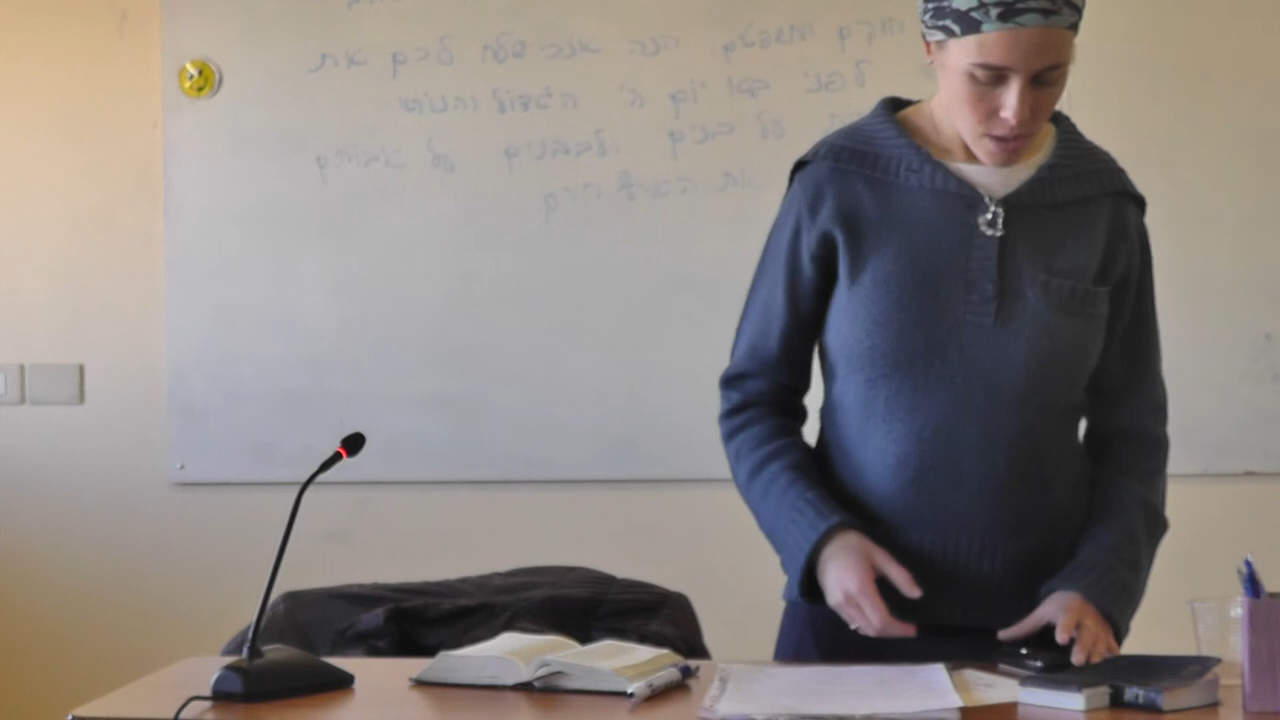 חוקים ומשפטים. הנה אנכי שלח לכם את
לפני בוא יום ה' הגדול והנורא
על בנים ולב בנים על אבותם
את הארץ חרם